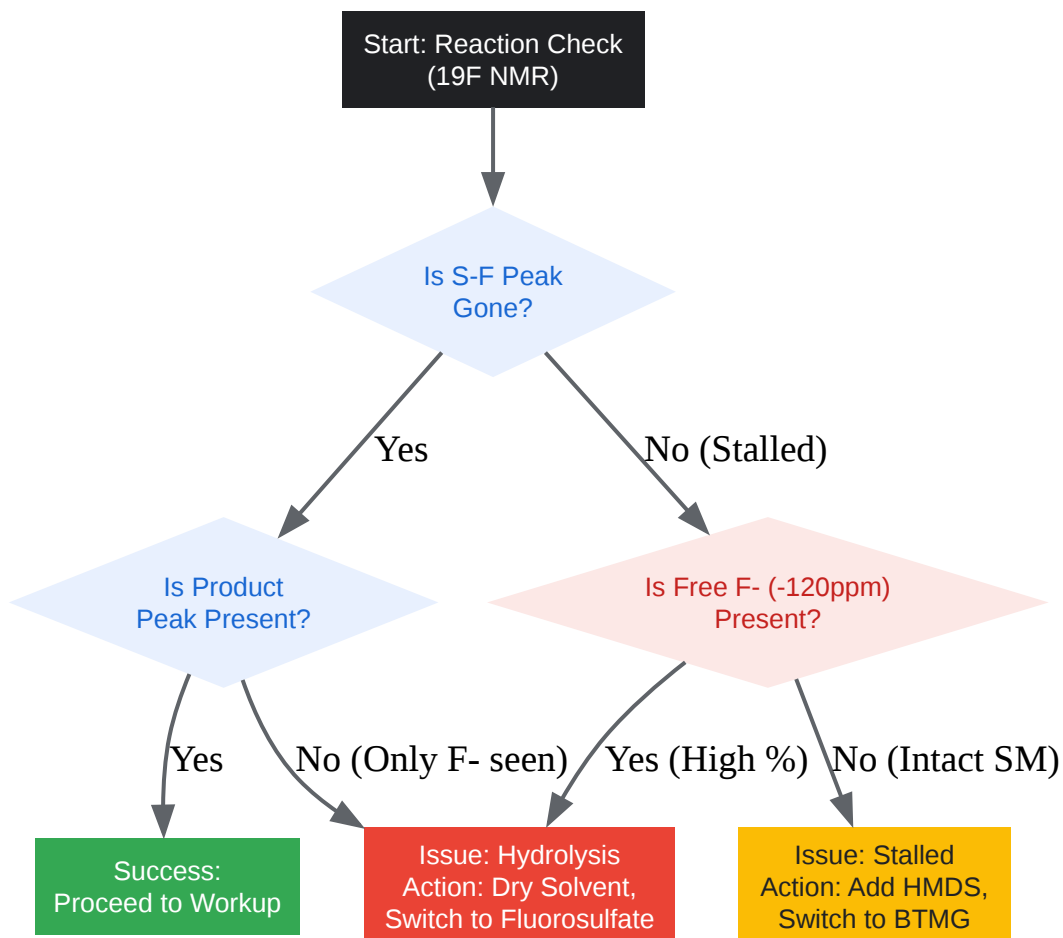 Start: Reaction Check
(19F NMR)
Is S-F Peak
Gone?
Yes
No (Stalled)
Is Product
Peak Present?
Is Free F- (-120ppm)
Present?
Yes
No (Only F- seen)
Yes (High %)
No (Intact SM)
Success:
Proceed to Workup
Issue: Hydrolysis
Action: Dry Solvent,
Switch to Fluorosulfate
Issue: Stalled
Action: Add HMDS,
Switch to BTMG